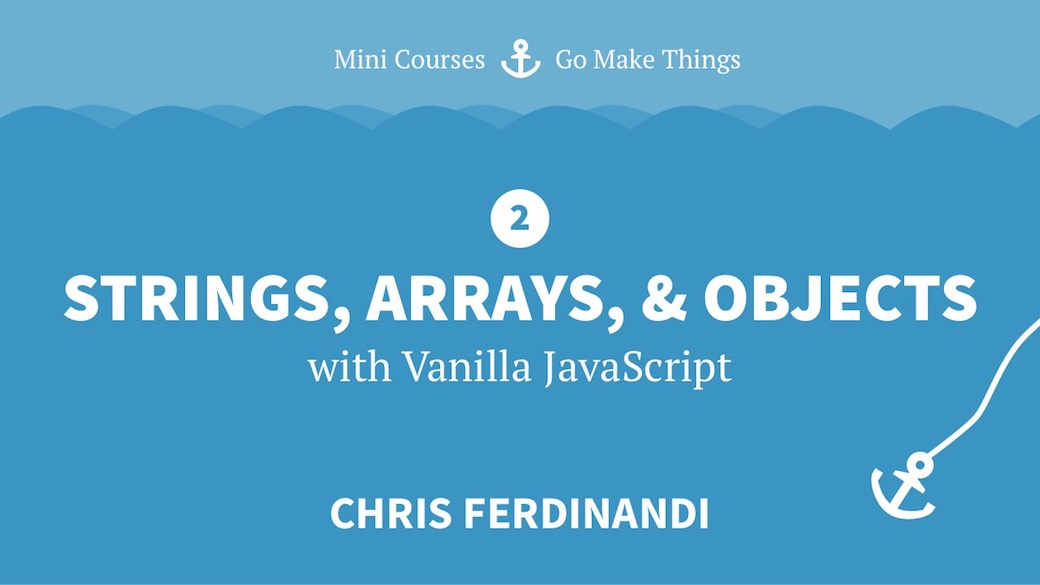 Mini Courses Go Make Things
2
STRINGS, ARRAYS, & OBJECTS
with Vanilla JavaScript
CHRIS FERDINANDI